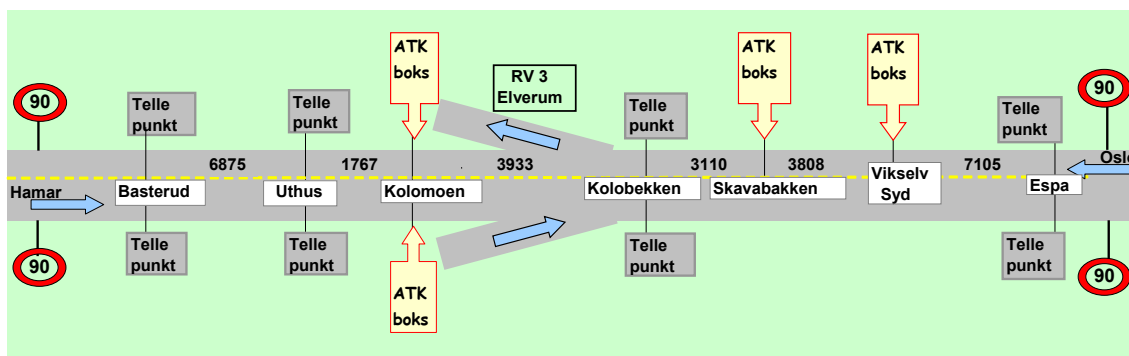 ATK
boks
RV 3
Elverum
ATK
boks
ATK
boks
90
Telle
punkt
Telle
punkt
Telle
punkt
Telle
punkt
90
6875
1767
3933
3110
3808
7105
Oslo
Hamar
Basterud
Uthus
Kolomoen
Kolobekken
Skavabakken
Vikselv
Syd
Espa
90
Telle
punkt
Telle
punkt
ATK
boks
Telle
punkt
Telle
punkt
90